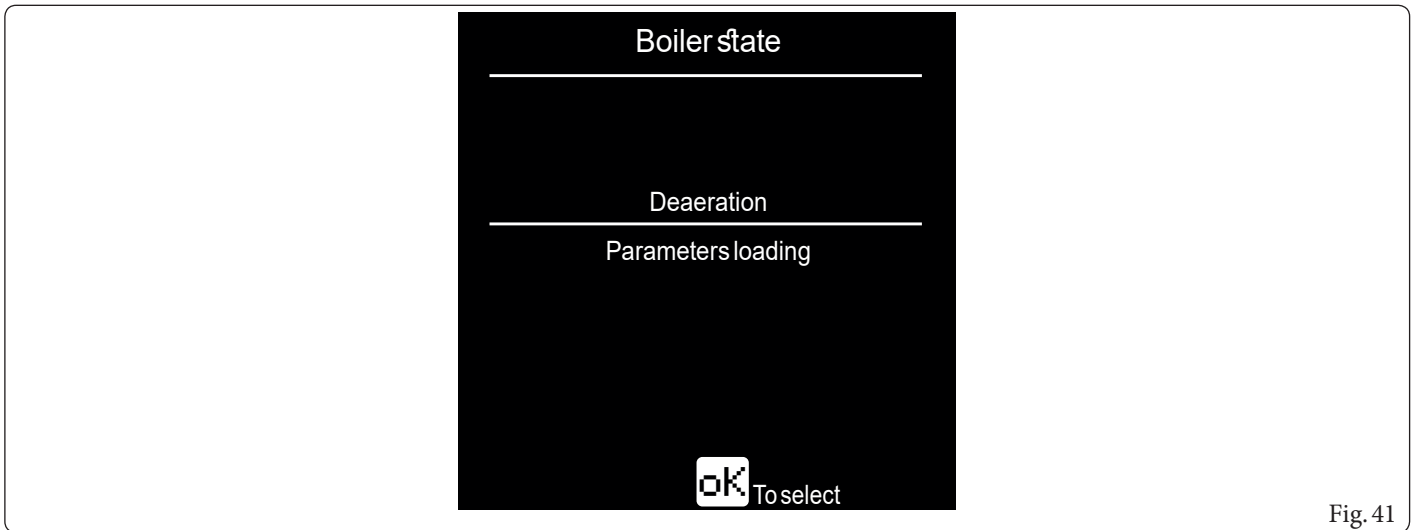 Boiler state
Deaeration
Parameters loading
oK To select
Fig. 41